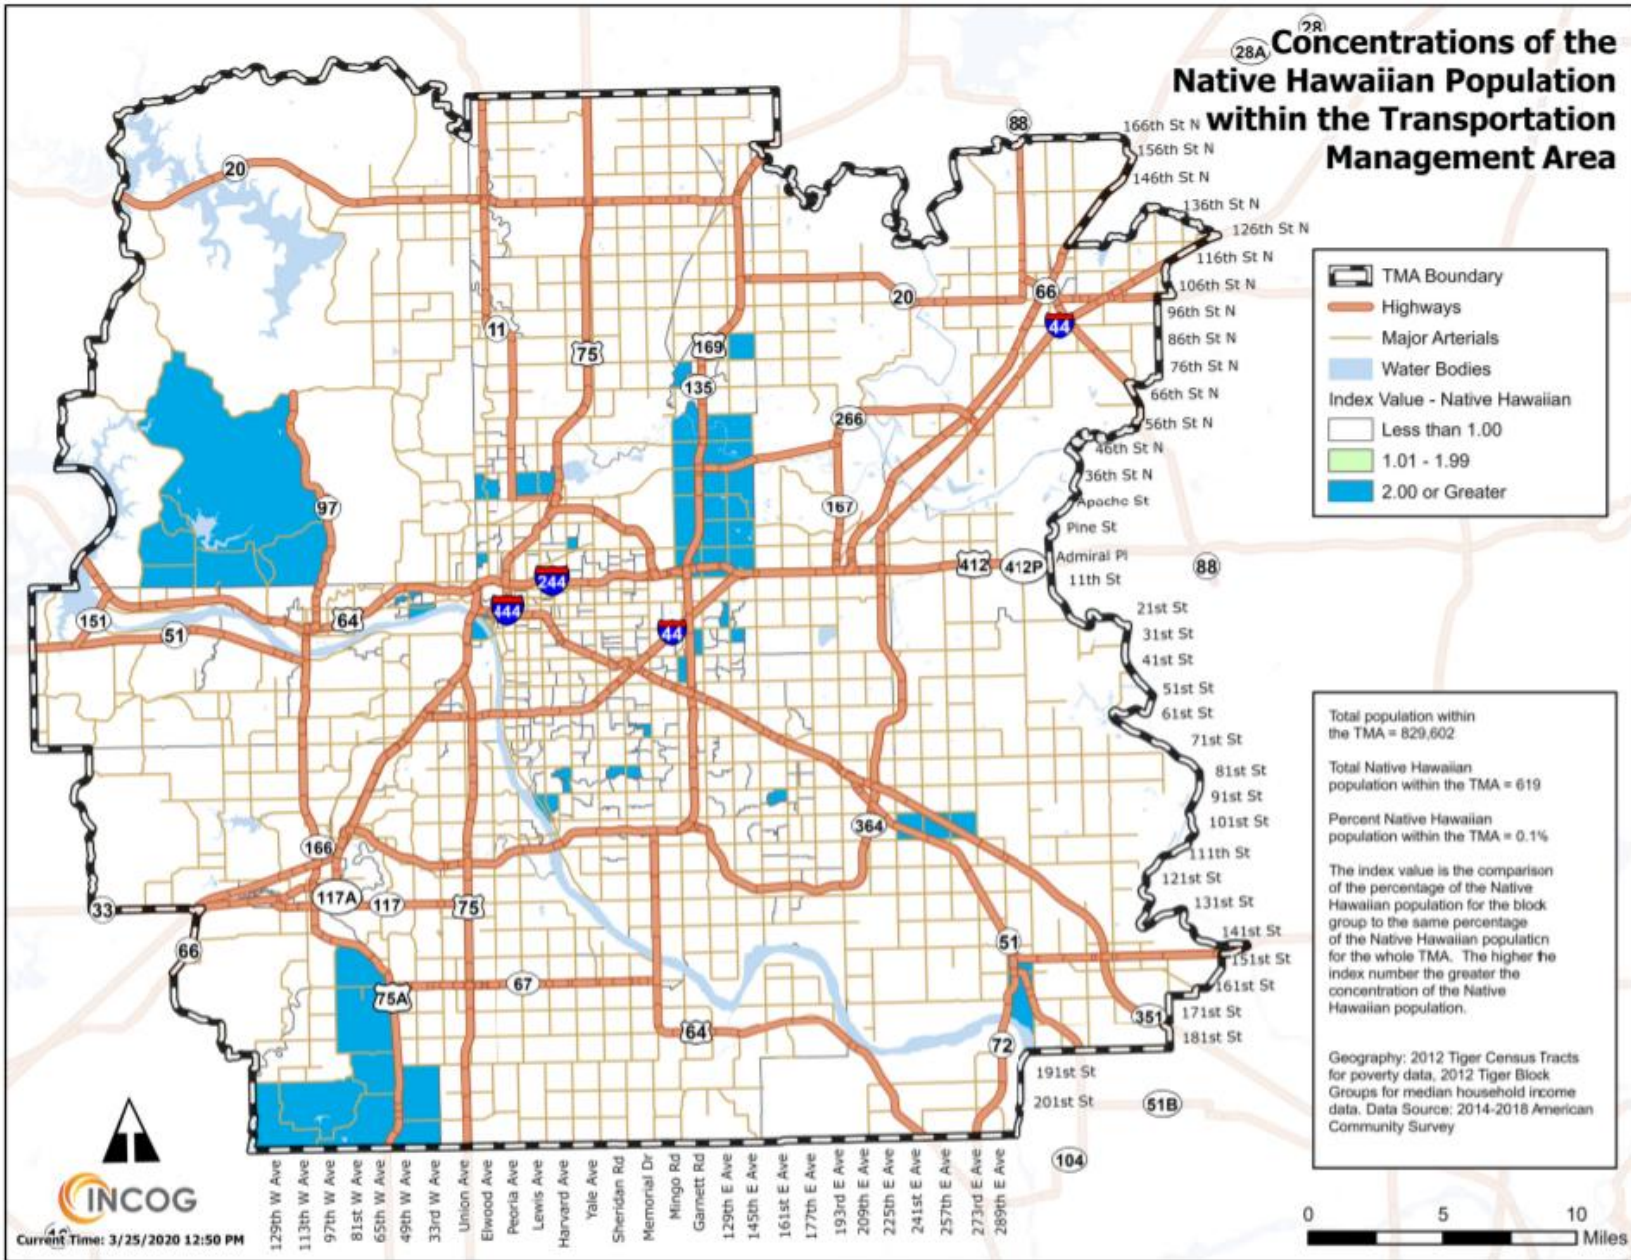 Concentrations of the
Native Hawaiian Population
within the Transportation
Management Area
28
28A
88
166th St N
156th St N
146th St N
136th St N
126th St N
116th St N
106th St N
96th St N
86th St N
76th St N
66th St N
56th St N
46th St N
36th St N
Apache St
Pine St
Admiral Pl
11th St
21st St
31st St
41st St
51st St
61st St
71st St
81st St
91st St
101st St
111th St
121st St
131st St
141st St
151st St
161st St
171st St
181st St
191st St
201st St
20
11
75
169
135
20
66
44
266
97
167
412
412P
88
244
444
44
151
51
64
166
364
117A
117
75
33
66
51
67
75A
64
351
72
51B
104
TMA Boundary
Highways
Major Arterials
Water Bodies
Index Value - Native Hawaiian
Less than 1.00
1.01 - 1.99
2.00 or Greater
Total population within
the TMA = 829,602
Total Native Hawaiian
population within the TMA = 619
Percent Native Hawaiian
population within the TMA = 0.1%
The index value is the comparison
of the percentage of the Native
Hawaiian population for the block
group to the same percentage
of the Native Hawaiian population
for the whole TMA. The higher the
index number the greater the
concentration of the Native
Hawaiian population.
Geography: 2012 Tiger Census Tracts
for poverty data, 2012 Tiger Block
Groups for median household income
data. Data Source: 2014-2018 American
Community Survey
129th W Ave
113th W Ave
97th W Ave
81st W Ave
65th W Ave
49th W Ave
33rd W Ave
Union Ave
Elwood Ave
Peoria Ave
Lewis Ave
Harvard Ave
Yale Ave
Sheridan Rd
Memorial Dr
Mingo Rd
Garnett Rd
129th E Ave
145th E Ave
161st E Ave
177th E Ave
193rd E Ave
209th E Ave
225th E Ave
241st E Ave
257th E Ave
273rd E Ave
289th E Ave
INCOG
Current Time: 3/25/2020 12:50 PM
0 5 10
Miles